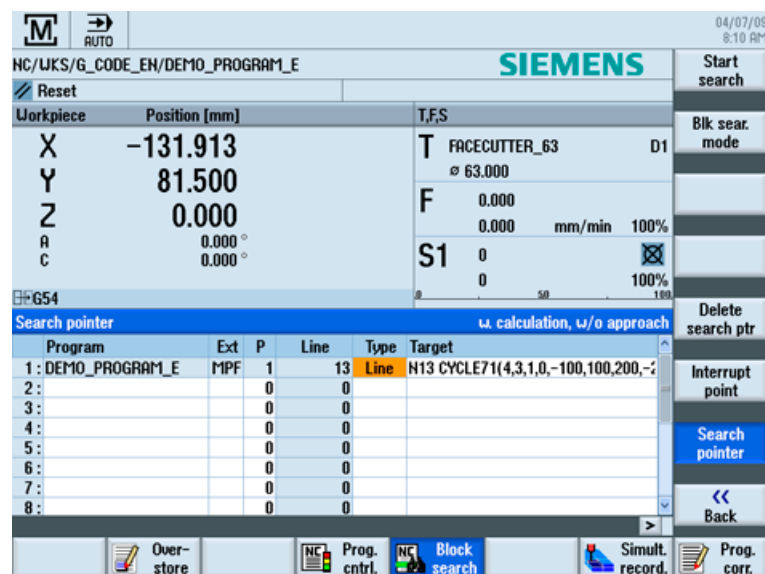 M AUTO 04/07/09
8:10 AM
NC/WKS/G_CODE_EN/DEMO_PROGRAM_E SIEMENS
Reset
Workpiece Position [mm] T,F,S
X -131.913 T FACECUTTER_63 D1
Y 81.500 ø 63.000
Z 0.000 F 0.000
0.000 mm/min 100%
A 0.000 °
C 0.000 °
S1 0
0 100%
G54 0 50 100
Search pointer w. calculation, w/o approach
Program Ext P Line Type Target
1: DEMO_PROGRAM_E MPF 1 13 Line N13 CYCLE71(4,3,1,0,-100,100,200,-2
2: 0 0
3: 0 0
4: 0 0
5: 0 0
6: 0 0
7: 0 0
8: 0 0
Start
search
Blk sear.
mode
Delete
search ptr
Interrupt
point
Search
pointer
<<
Back
>
Over-
store
NC Prog.
cntrl.
NC Block
search
Simult.
record.
Prog.
corr.